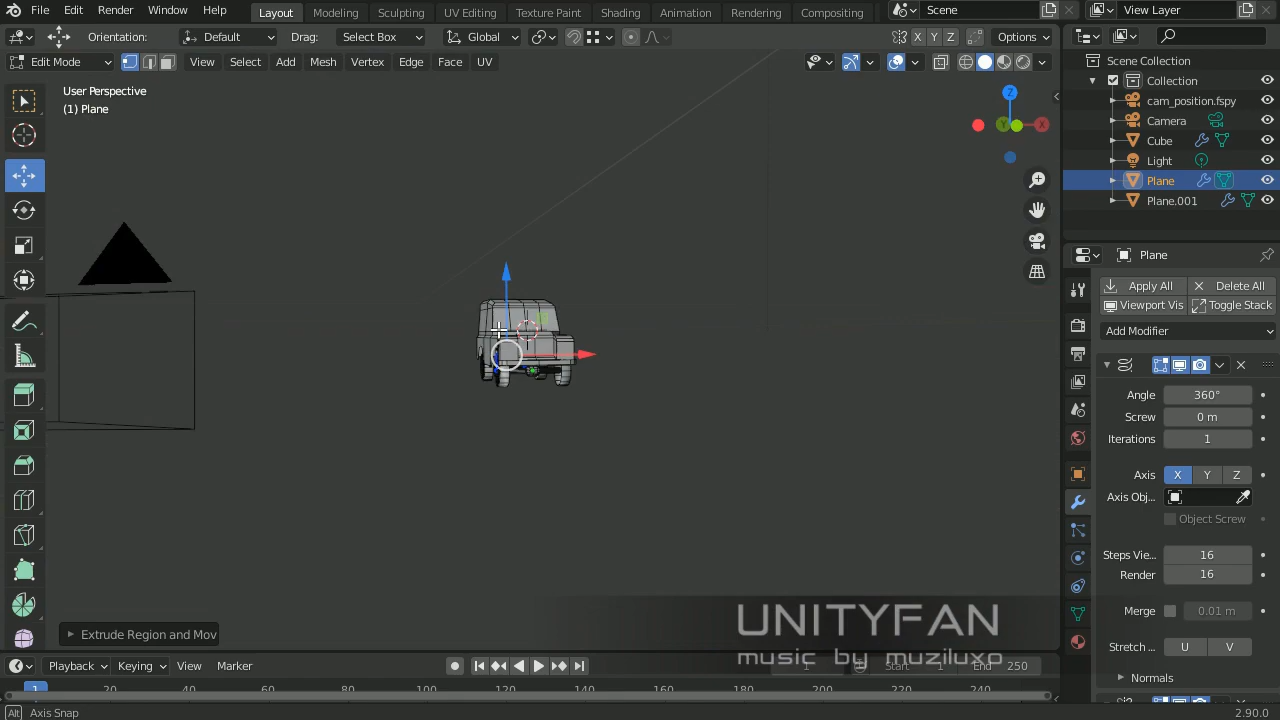 File Edit Render Window Help Layout Modeling Sculpting UV Editing Texture Paint Shading Animation Rendering Compositing Scene View Layer
Orientation: Default Drag: Select Box Global X Y Z Options
Edit Mode View Select Add Mesh Vertex Edge Face UV
User Perspective
(1) Plane
Z
Y
X
Scene Collection
Collection
cam_position.fspy
Camera
Cube
Light
Plane
Plane.001
Plane
Apply All Delete All
Viewport Vis Toggle Stack
Add Modifier
Angle 360°
Screw 0 m
Iterations 1
Axis X Y Z
Axis Obj...
Object Screw
Steps Vie... 16
Render 16
Merge 0.01 m
Stretch ... U V
Normals
Extrude Region and Mov
UNITYFAN
music by muziluxo
Playback Keying View Marker 1 Start 1 End 250
1 20 40 60 80 100 120 140 160 180 200 220 240
Alt Axis Snap 2.90.0